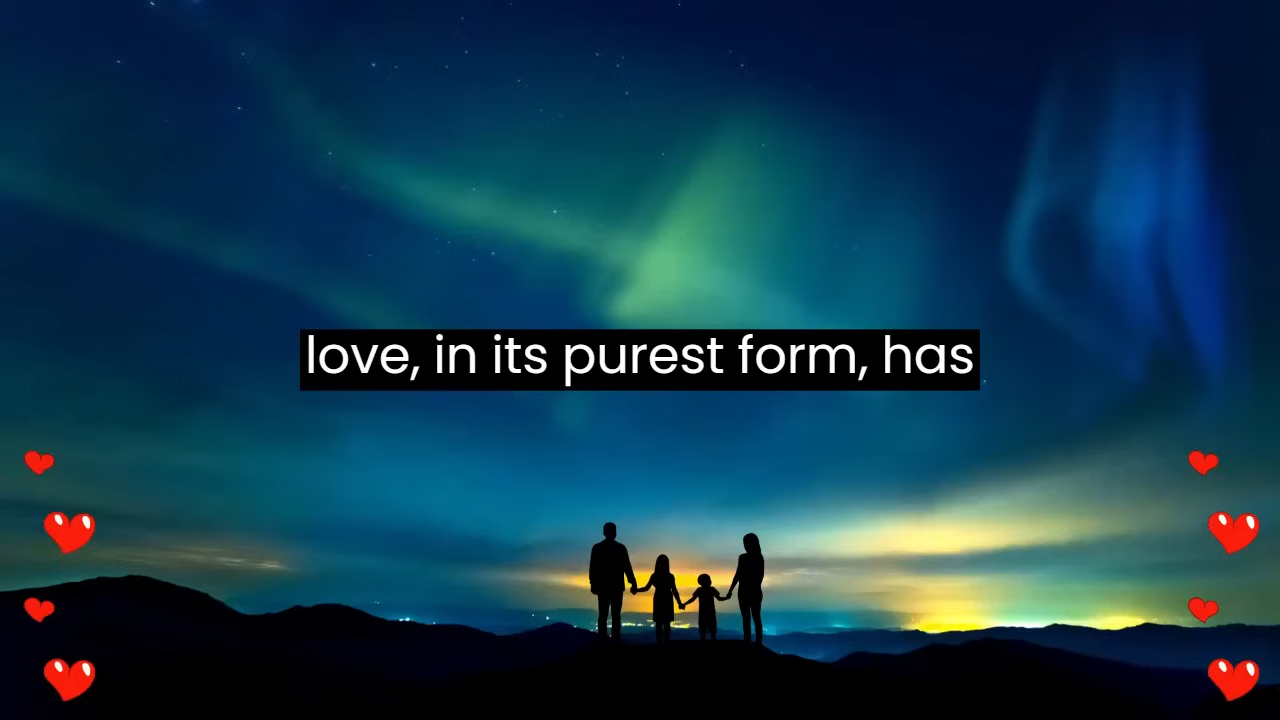 love, in its purest form, has